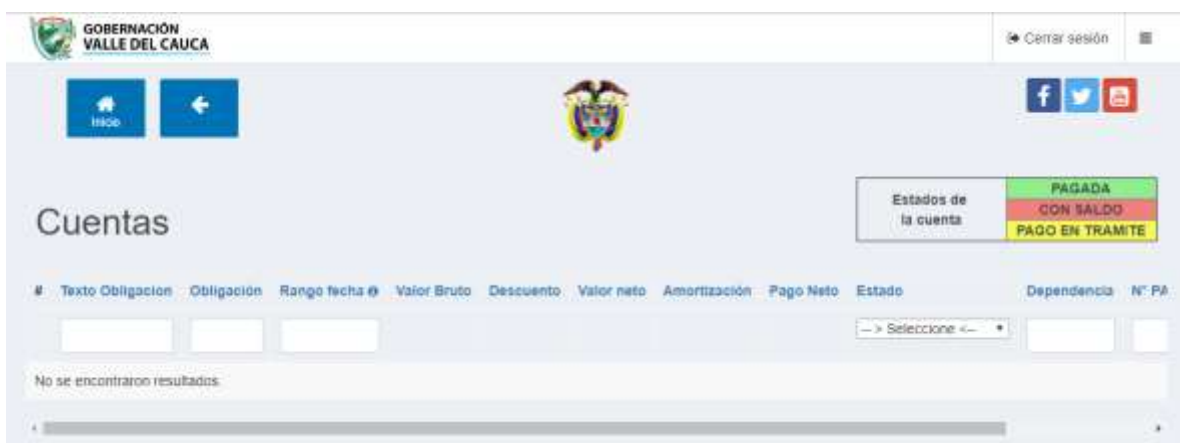 GOBERNACIÓN
VALLE DEL CAUCA
Cerrar sesión
Inicio
Estados de
la cuenta
PAGADA
CON SALDO
PAGO EN TRAMITE
Cuentas
# Texto Obligacion Obligación Rango fecha Valor Bruto Descuento Valor neto Amortización Pago Neto Estado Dependencia N° PA
-- > Seleccione <--
No se encontraron resultados.